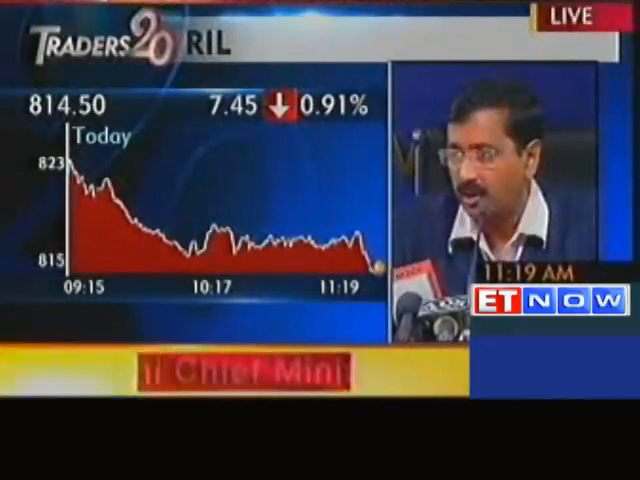 LIVE
TRADERS 20 RIL
814.50 7.45 0.91%
Today
823
815
09:15 10:17 11:19
11:19 AM
ET NOW
Chief Mini